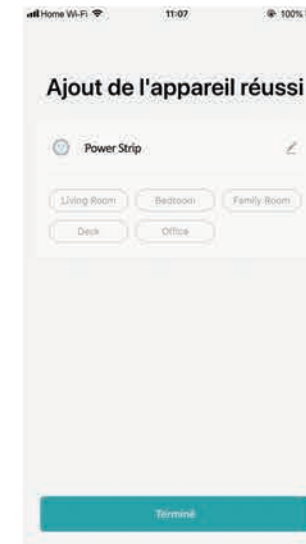 Home Wi-Fi 11:07 100%
Ajout de l'appareil réussi
Power Strip
Living Room Bedroom Family Room
Deck Office
Terminé